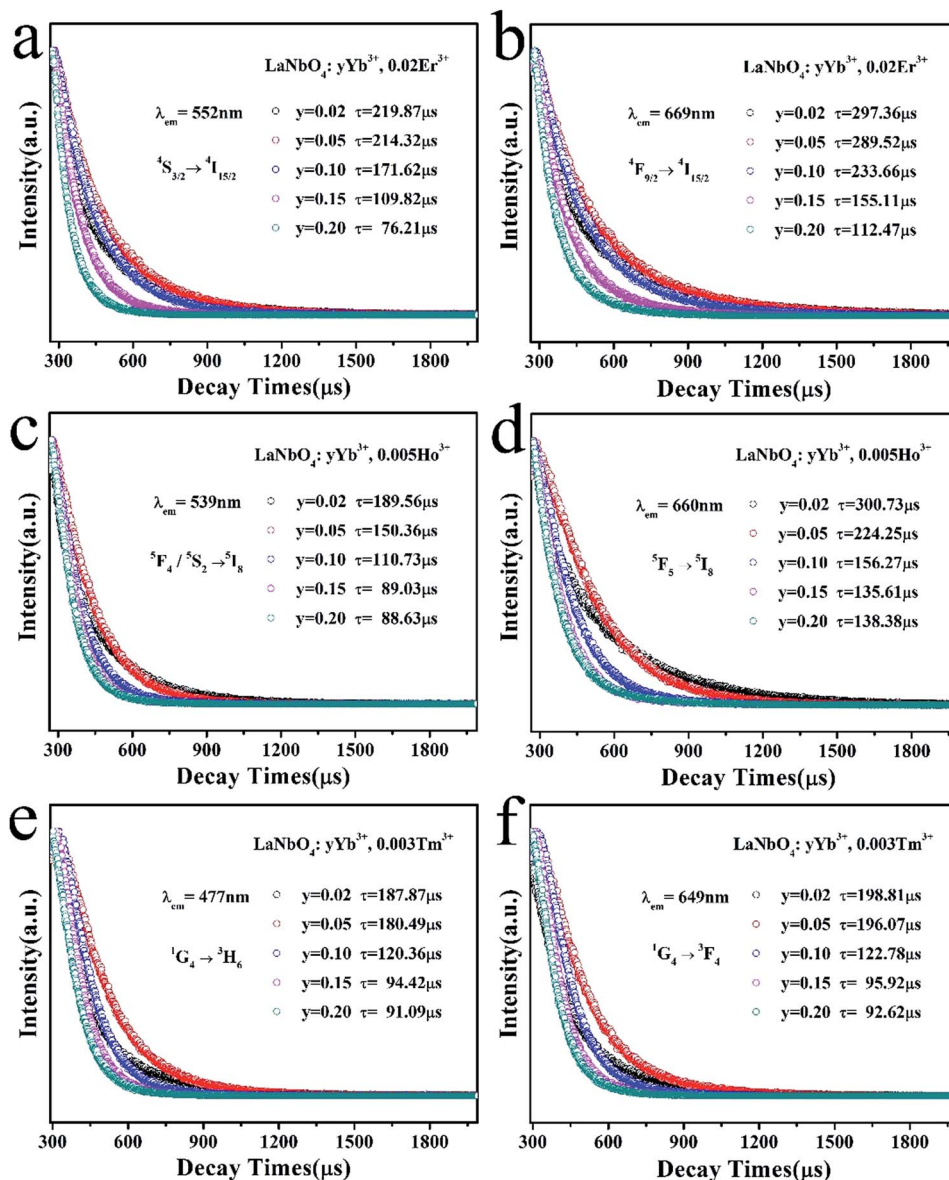 a
LaNbO₄: yYb³⁺, 0.02Er³⁺
λem = 552nm
⁴S₃/₂→⁴I₁₅/₂
y=0.02 τ=219.87μs
y=0.05 τ=214.32μs
y=0.10 τ=171.62μs
y=0.15 τ=109.82μs
y=0.20 τ= 76.21μs
Intensity(a.u.)
300 600 900 1200 1500 1800
Decay Times(μs)
b
LaNbO₄: yYb³⁺, 0.02Er³⁺
λem = 669nm
⁴F₉/₂→⁴I₁₅/₂
y=0.02 τ=297.36μs
y=0.05 τ=289.52μs
y=0.10 τ=233.66μs
y=0.15 τ=155.11μs
y=0.20 τ=112.47μs
Intensity(a.u.)
300 600 900 1200 1500 1800
Decay Times(μs)
c
LaNbO₄: yYb³⁺, 0.005Ho³⁺
λem = 539nm
⁵F₄ / ⁵S₂→⁵I₈
y=0.02 τ=189.56μs
y=0.05 τ=150.36μs
y=0.10 τ=110.73μs
y=0.15 τ= 89.03μs
y=0.20 τ= 88.63μs
Intensity(a.u.)
300 600 900 1200 1500 1800
Decay Times(μs)
d
LaNbO₄: yYb³⁺, 0.005Ho³⁺
λem = 660nm
⁵F₅→⁵I₈
y=0.02 τ=300.73μs
y=0.05 τ=224.25μs
y=0.10 τ=156.27μs
y=0.15 τ=135.61μs
y=0.20 τ=138.38μs
Intensity(a.u.)
300 600 900 1200 1500 1800
Decay Times(μs)
e
LaNbO₄: yYb³⁺, 0.003Tm³⁺
λem = 477nm
¹G₄→³H₆
y=0.02 τ=187.87μs
y=0.05 τ=180.49μs
y=0.10 τ=120.36μs
y=0.15 τ= 94.42μs
y=0.20 τ= 91.09μs
Intensity(a.u.)
300 600 900 1200 1500 1800
Decay Times(μs)
f
LaNbO₄: yYb³⁺, 0.003Tm³⁺
λem = 649nm
¹G₄→³F₄
y=0.02 τ=198.81μs
y=0.05 τ=196.07μs
y=0.10 τ=122.78μs
y=0.15 τ= 95.92μs
y=0.20 τ= 92.62μs
Intensity(a.u.)
300 600 900 1200 1500 1800
Decay Times(μs)